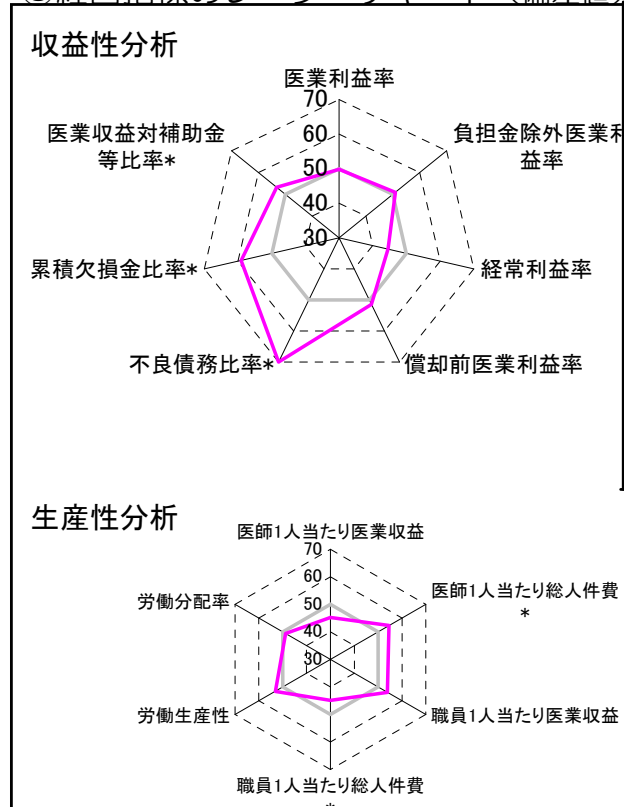 収益性分析
医業利益率
70
60
50
40
30
医業収益対補助金
等比率*
負担金除外医業利
益率
累積欠損金比率*
経常利益率
不良債務比率*
償却前医業利益率
生産性分析
医師1人当たり医業収益
70
60
50
40
30
労働分配率
医師1人当たり総人件費
*
労働生産性
職員1人当たり医業収益
職員1人当たり総人件費
*